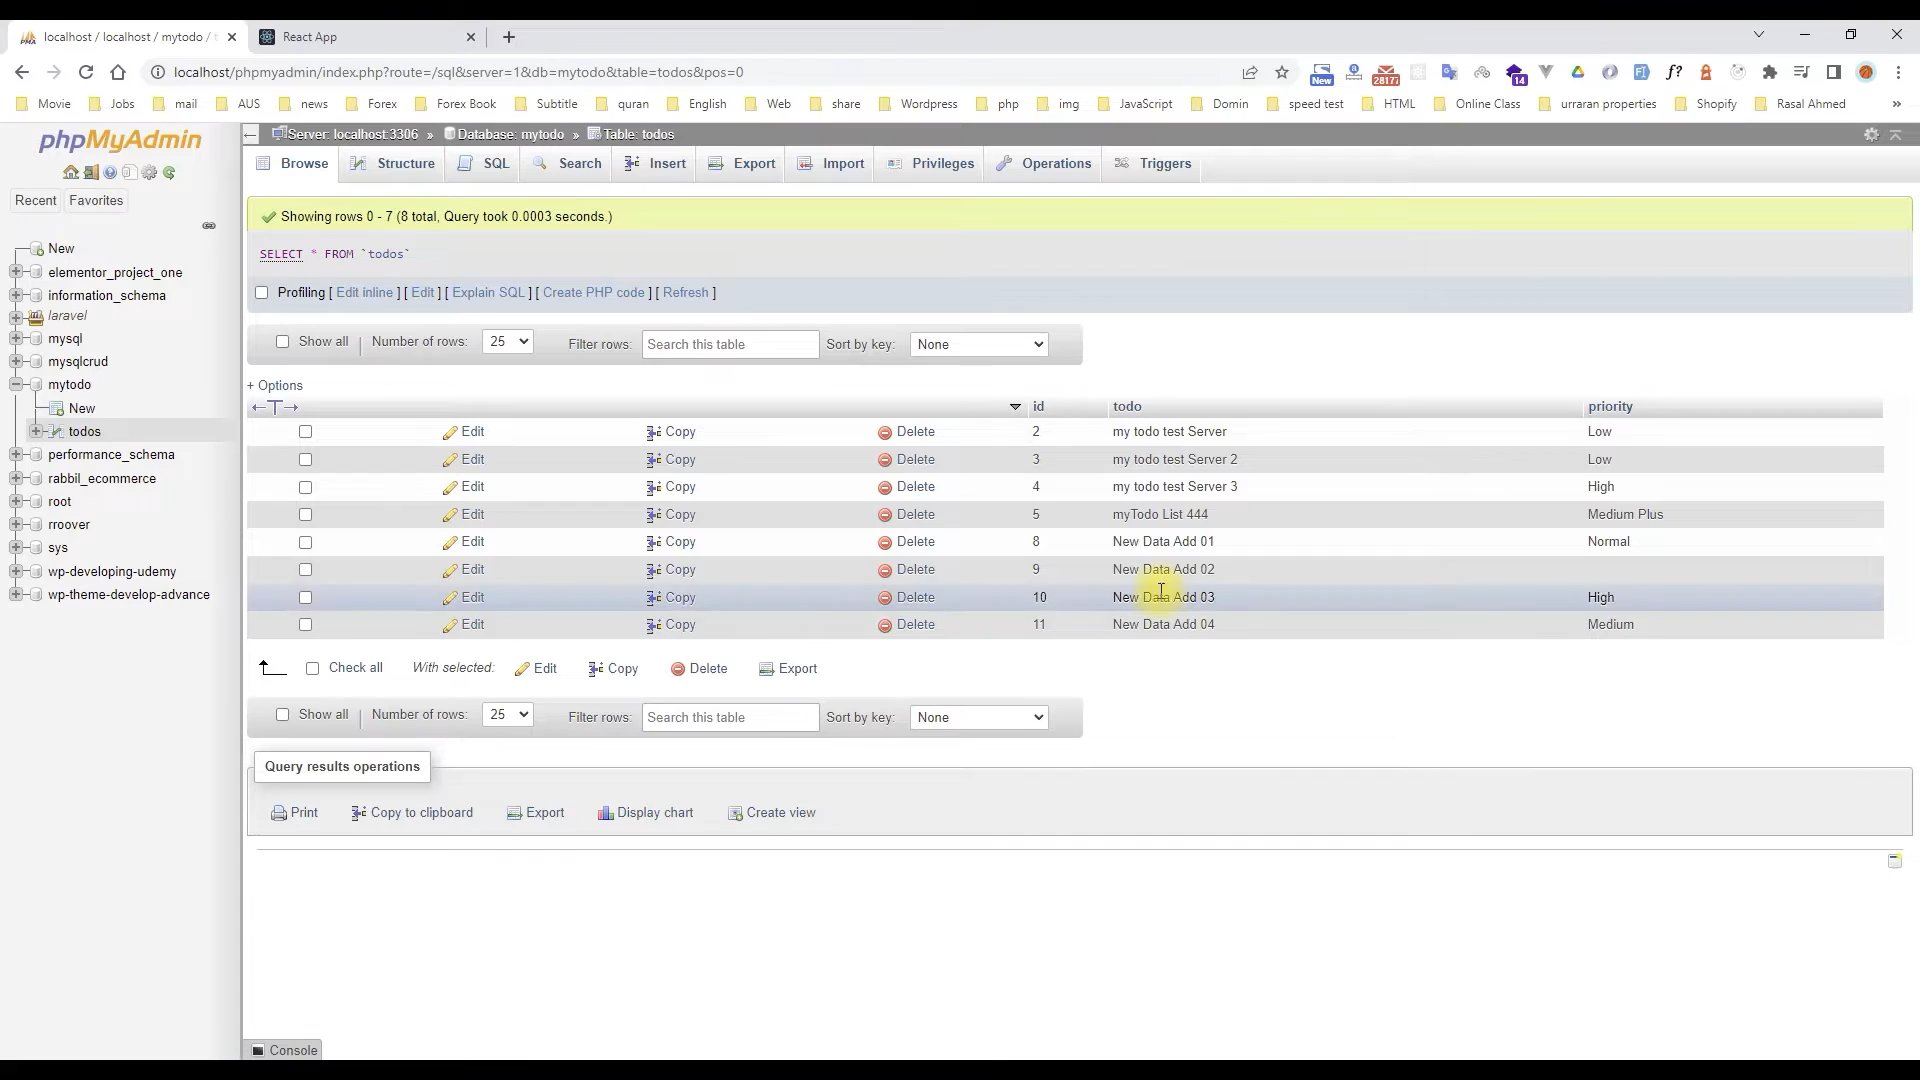 localhost / localhost / mytodo / t
React App
localhost/phpmyadmin/index.php?route=/sql&server=1&db=mytodo&table=todos&pos=0
New
28177
14
f?
Movie
Jobs
mail
AUS
news
Forex
Forex Book
Subtitle
quran
English
Web
share
Wordpress
php
img
JavaScript
Domin
speed test
HTML
Online Class
urraran properties
Shopify
Rasal Ahmed
»
phpMyAdmin
Recent
Favorites
New
elementor_project_one
information_schema
laravel
mysql
mysqlcrud
mytodo
New
todos
performance_schema
rabbil_ecommerce
root
rroover
sys
wp-developing-udemy
wp-theme-develop-advance
Server: localhost:3306 » Database: mytodo » Table: todos
Browse
Structure
SQL
Search
Insert
Export
Import
Privileges
Operations
Triggers
Showing rows 0 - 7 (8 total, Query took 0.0003 seconds.)
SELECT * FROM `todos`
Profiling [ Edit inline ] [ Edit ] [ Explain SQL ] [ Create PHP code ] [ Refresh ]
Show all | Number of rows: 25 Filter rows: Search this table Sort by key: None
+ Options
id todo priority
Edit Copy Delete 2 my todo test Server Low
Edit Copy Delete 3 my todo test Server 2 Low
Edit Copy Delete 4 my todo test Server 3 High
Edit Copy Delete 5 myTodo List 444 Medium Plus
Edit Copy Delete 8 New Data Add 01 Normal
Edit Copy Delete 9 New Data Add 02
Edit Copy Delete 10 New Data Add 03 High
Edit Copy Delete 11 New Data Add 04 Medium
Check all With selected: Edit Copy Delete Export
Show all | Number of rows: 25 Filter rows: Search this table Sort by key: None
Query results operations
Print Copy to clipboard Export Display chart Create view
Console